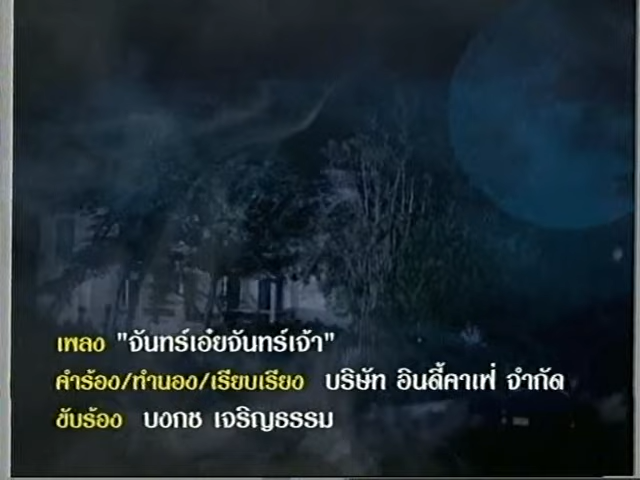 เพลง "จันทร์เอ๋ยจันทร์เจ้า"
คำร้อง/ทำนอง/เรียบเรียง บริษัท อินดี้คาเฟ่ จำกัด
ขับร้อง บงกช เจริญธรรม